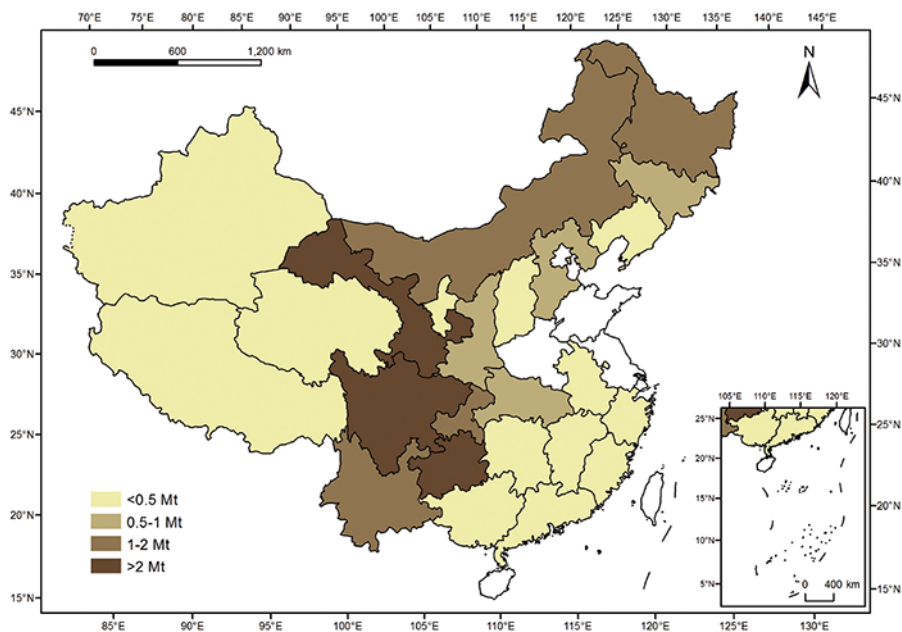 70°E 75°E 80°E 85°E 90°E 95°E 100°E 105°E 110°E 115°E 120°E 125°E 130°E 135°E 140°E 145°E
0 600 1,200 km
N
45°N 45°N
40°N 40°N
35°N 35°N
30°N 30°N
105°E 110°E 115°E 120°E
25°N 25°N 25°N
20°N
<0.5 Mt
0.5-1 Mt
20°N 15°N 20°N
1-2 Mt
10°N
>2 Mt
5°N
0 400 km
15°N 15°N
85°E 90°E 95°E 100°E 105°E 110°E 115°E 120°E 125°E 130°E